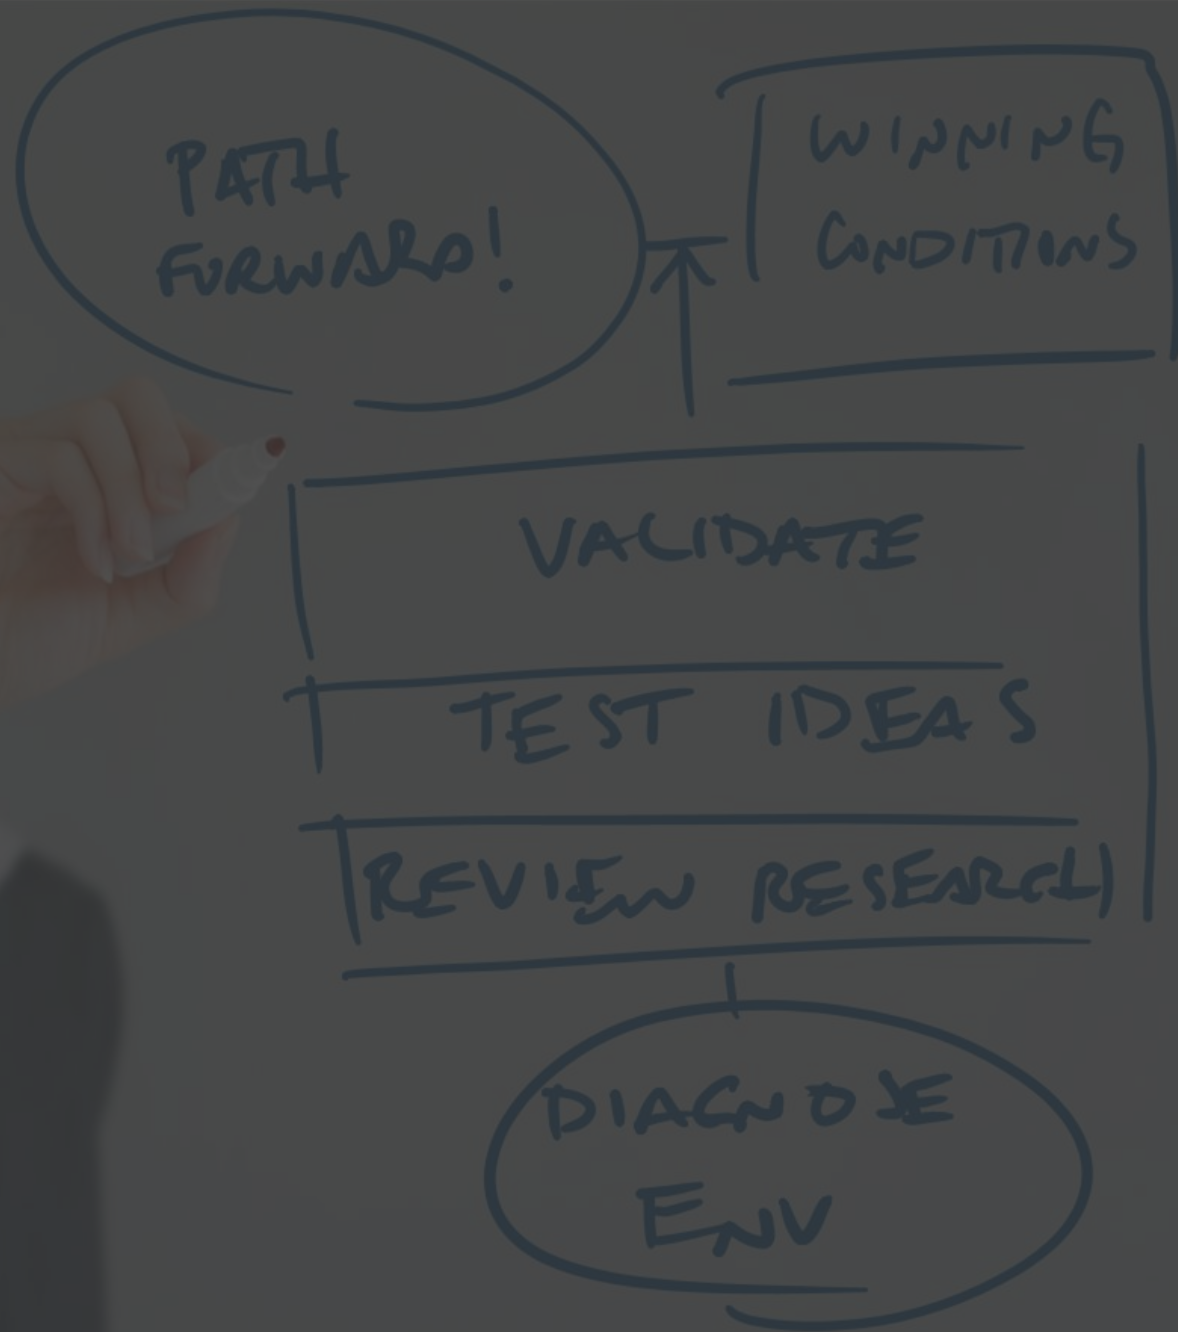 PATH
FORWARD!
WINNING
CONDITIONS
VALIDATE
TEST IDEAS
REVIEW RESEARCH
DIAGNOSE
ENV